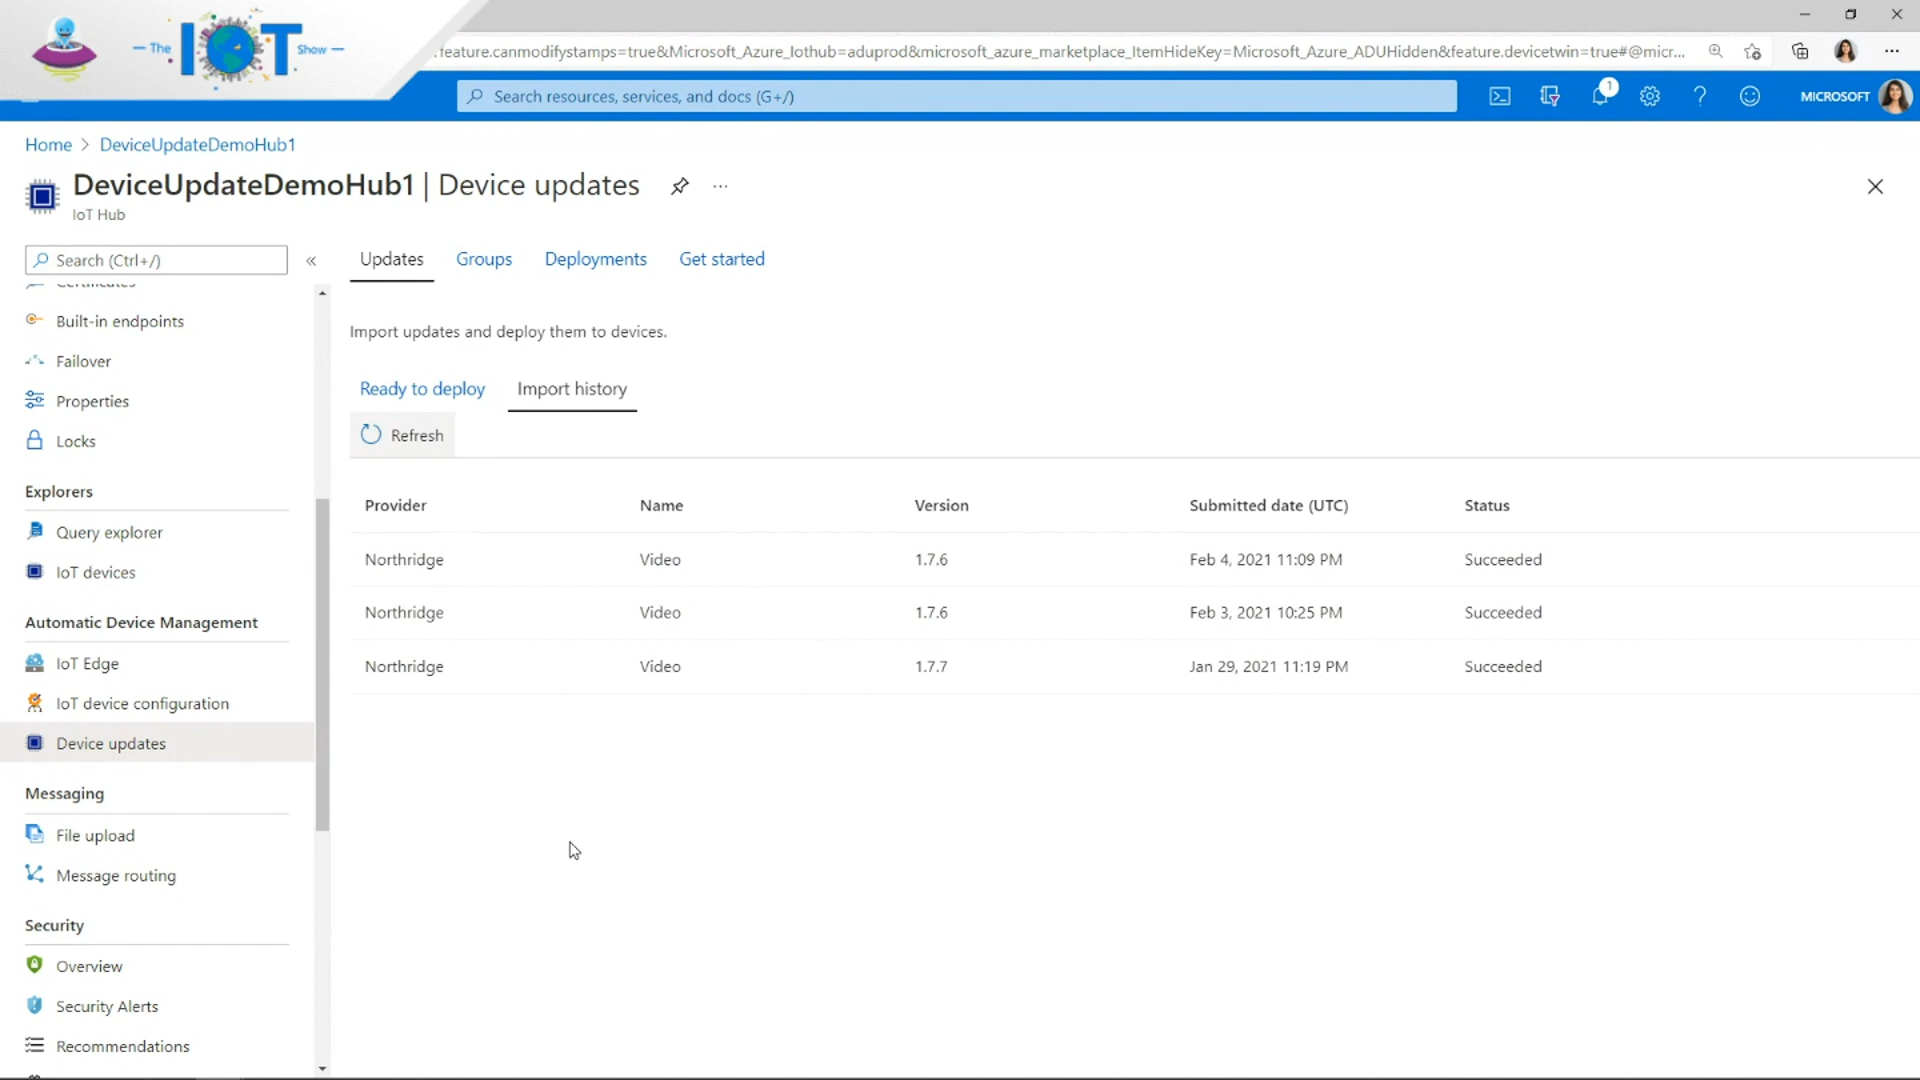 The IoT Show
.feature.canmodifystamps=true&Microsoft_Azure_Iothub=aduprod&microsoft_azure_marketplace_ItemHideKey=Microsoft_Azure_ADUHidden&feature.devicetwin=true#@micr...
Search resources, services, and docs (G+/)
1
MICROSOFT
Home > DeviceUpdateDemoHub1
DeviceUpdateDemoHub1 | Device updates
IoT Hub
Search (Ctrl+/)
Updates
Groups
Deployments
Get started
Certificates
Built-in endpoints
Failover
Properties
Locks
Explorers
Query explorer
IoT devices
Automatic Device Management
IoT Edge
IoT device configuration
Device updates
Messaging
File upload
Message routing
Security
Overview
Security Alerts
Recommendations
Import updates and deploy them to devices.
Ready to deploy
Import history
Refresh
Provider Name Version Submitted date (UTC) Status
Northridge Video 1.7.6 Feb 4, 2021 11:09 PM Succeeded
Northridge Video 1.7.6 Feb 3, 2021 10:25 PM Succeeded
Northridge Video 1.7.7 Jan 29, 2021 11:19 PM Succeeded